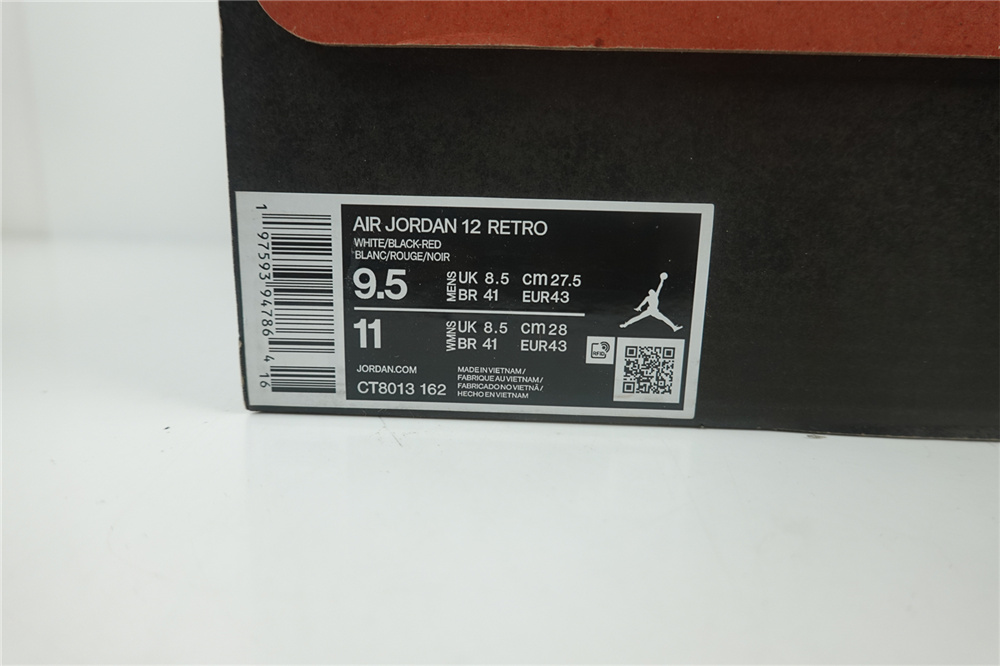 1 97593 94786 4 16
AIR JORDAN 12 RETRO
WHITE/BLACK-RED
BLANC/ROUGE/NOIR
9.5 MENS UK 8.5 cm 27.5
BR 41 EUR43
11 WMNS UK 8.5 cm 28
BR 41 EUR43
JORDAN.COM
CT8013 162
MADE IN VIETNAM/
FABRIQUE AU VIETNAM/
FABRICADO NO VIETNÃ/
HECHO EN VIETNAM
RFID